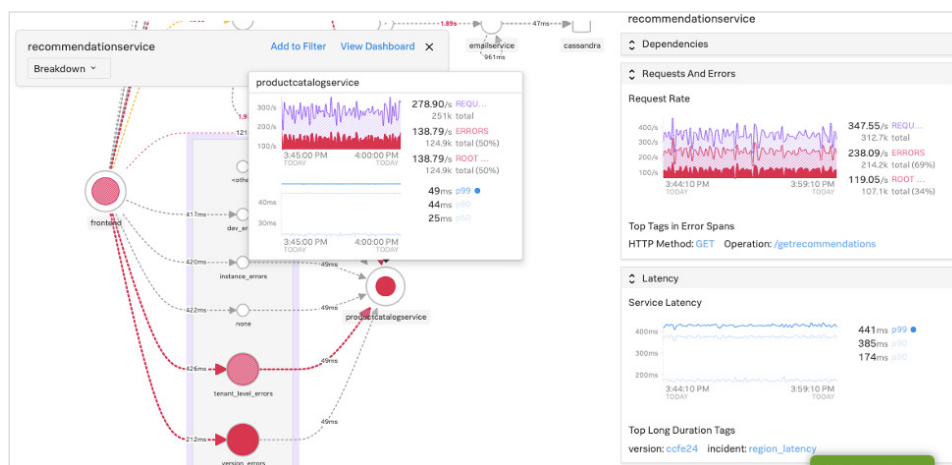 recommendationservice
Add to Filter
View Dashboard
×
Breakdown
1.89s
47ms
emailservice
961ms
cassandra
productcatalogservice
300/s
200/s
100/s
3:45:00 PM
TODAY
4:00:00 PM
TODAY
278.90/s REQU...
251k total
138.79/s ERRORS
124.9k total (50%)
138.79/s ROOT ...
124.9k total (50%)
40ms
30ms
3:45:00 PM
TODAY
4:00:00 PM
TODAY
49ms p99
44ms p90
25ms p50
frontend
417ms
420ms
instance_errors
49ms
422ms
none
49ms
productcatalogservice
426ms
49ms
tenant_level_errors
212ms
49ms
version_errors
recommendationservice
Dependencies
Requests And Errors
Request Rate
400/s
300/s
200/s
100/s
3:44:10 PM
TODAY
3:59:10 PM
TODAY
347.55/s REQU...
312.7k total
238.09/s ERRORS
214.2k total (69%)
119.05/s ROOT ...
107.1k total (34%)
Top Tags in Error Spans
HTTP Method: GET Operation: /getrecommendations
Latency
Service Latency
400ms
300ms
200ms
3:44:10 PM
TODAY
3:59:10 PM
TODAY
441ms p99
385ms p90
174ms p50
Top Long Duration Tags
version: ccfe24 incident: region_latency